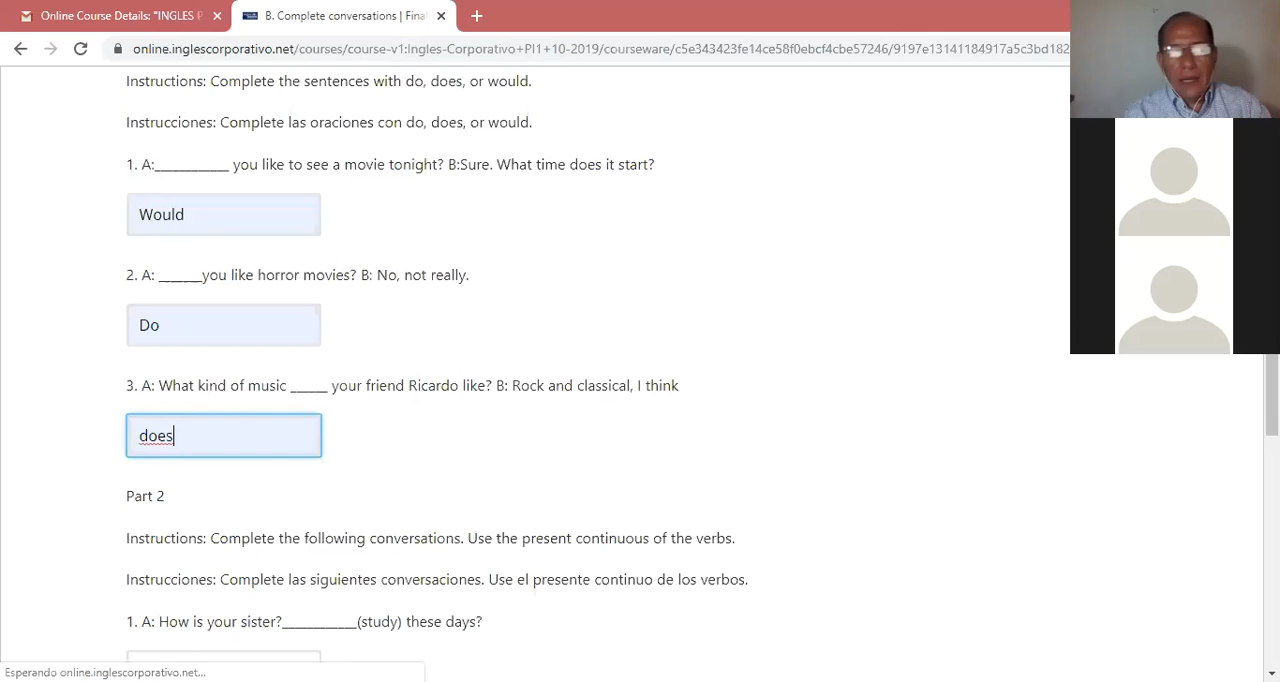 Online Course Details: "INGLES P
B. Complete conversations | Fina
online.inglescorporativo.net/courses/course-v1:Ingles-Corporativo+PI1+10-2019/courseware/c5e343423fe14ce58f0ebcf4cbe57246/9197e13141184917a5c3bd182
Instructions: Complete the sentences with do, does, or would.
Instrucciones: Complete las oraciones con do, does, or would.
1. A:___________ you like to see a movie tonight? B:Sure. What time does it start?
Would
2. A: ______you like horror movies? B: No, not really.
Do
3. A: What kind of music _____ your friend Ricardo like? B: Rock and classical, I think
does
Part 2
Instructions: Complete the following conversations. Use the present continuous of the verbs.
Instrucciones: Complete las siguientes conversaciones. Use el presente continuo de los verbos.
1. A: How is your sister?___________(study) these days?
Esperando online.inglescorporativo.net...